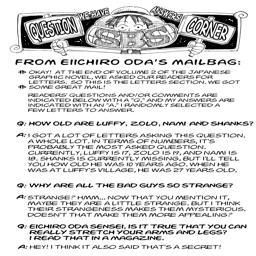 QUESTION
CORNER
FROM EIICHIRO ODA'S MAILBAG:
OKAY! AT THE END OF VOLUME 2 OF THE JAPANESE
GRAPHIC NOVEL, WE ASKED OUR READERS FOR
LETTERS. SO THIS IS THE LETTERS SECTION. WE GOT
SOME GREAT MAIL!
READERS' QUESTIONS AND/OR COMMENTS ARE
INDICATED BELOW WITH A "Q," AND MY ANSWERS ARE
INDICATED WITH AN "A." I RANDOMLY SELECTED A
FEW LETTERS TO ANSWER.
Q: HOW OLD ARE LUFFY, ZOLO, NAMI AND SHANKS?
A: I GOT A LOT OF LETTERS ASKING THIS QUESTION,
A WHOLE LOT. IN TERMS OF NUMBERS, IT'S
PROBABLY THE MOST ASKED QUESTION.
CURRENTLY, LUFFY IS 17, ZOLO IS 19, AND NAMI IS
18. SHANKS IS CURRENTLY MISSING, BUT I'LL TELL
YOU HOW OLD HE WAS 10 YEARS AGO. WHEN HE
WAS AT LUFFY'S VILLAGE, HE WAS 27 YEARS OLD.
Q: WHY ARE ALL THE BAD GUYS SO STRANGE?
A: STRANGE? HMM... NOW THAT YOU MENTION IT,
MAYBE THEY ARE A LITTLE STRANGE. BUT I THINK
THEIR STRANGENESS MAKES THEM MYSTERIOUS.
DOESN'T THAT MAKE THEM MORE APPEALING?
Q: EIICHIRO ODA SENSEI, IS IT TRUE THAT YOU CAN
REALLY STRETCH YOUR ARMS AND LEGS?
I READ THAT IN A MAGAZINE.
A: HEY! I THINK IT ALSO SAID THAT'S A SECRET!